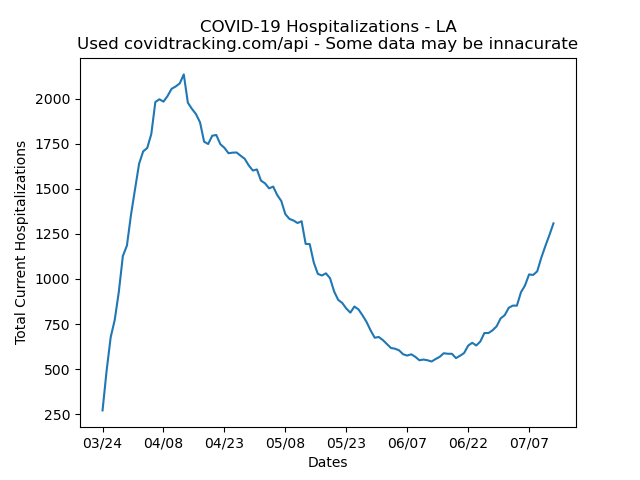 COVID-19 Hospitalizations - LA
Used covidtracking.com/api - Some data may be innacurate
Total Current Hospitalizations
2000
1750
1500
1250
1000
750
500
250
03/24 04/08 04/23 05/08 05/23 06/07 06/22 07/07
Dates